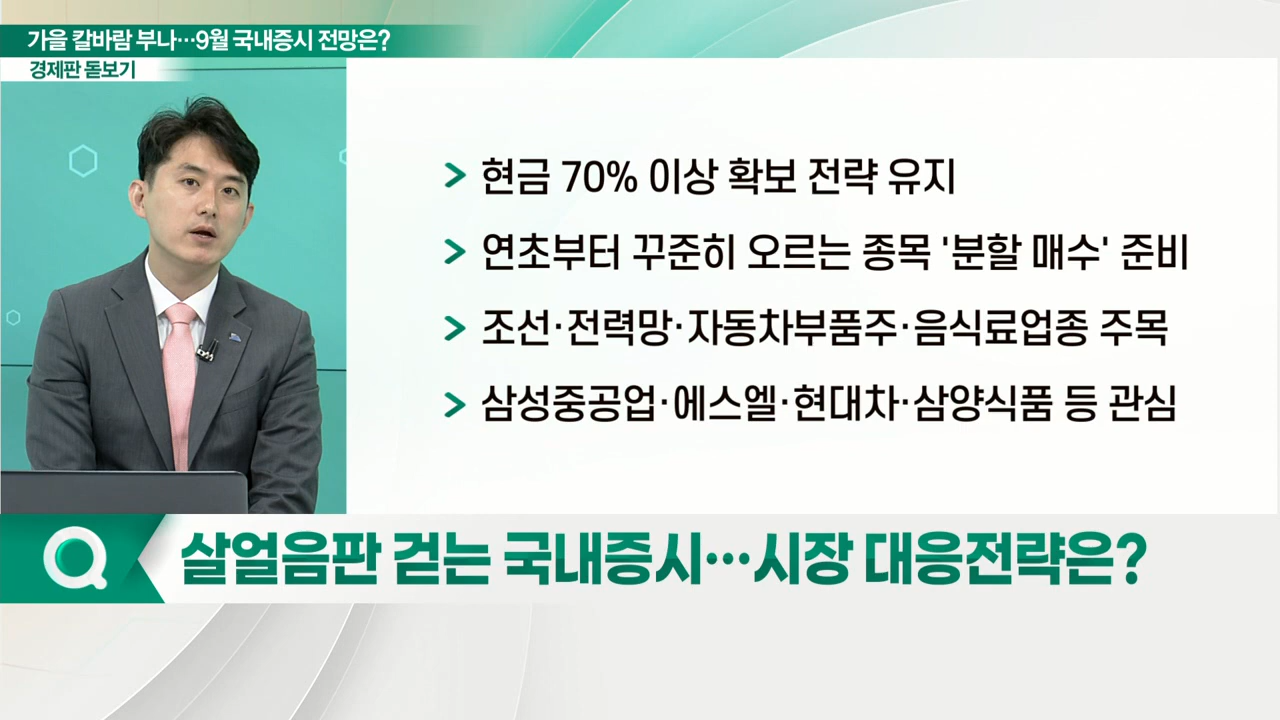 가을 칼바람 부나…9월 국내증시 전망은?
경제판 돋보기
> 현금 70% 이상 확보 전략 유지
> 연초부터 꾸준히 오르는 종목 '분할 매수' 준비
> 조선·전력망·자동차부품주·음식료업종 주목
> 삼성중공업·에스엘·현대차·삼양식품 등 관심
Q 살얼음판 걷는 국내증시…시장 대응전략은?